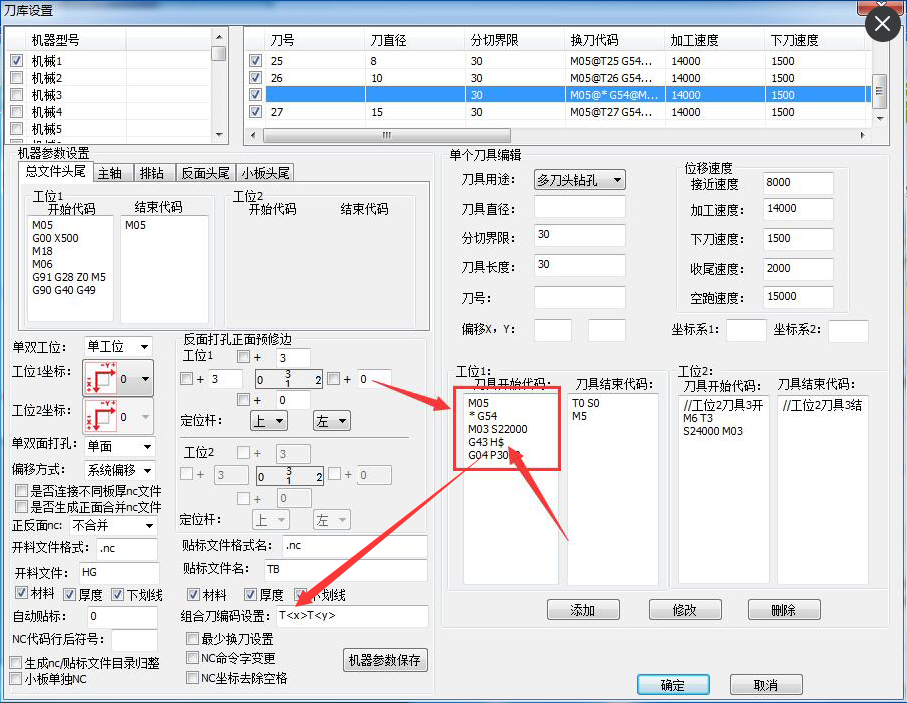 刀库设置
机器型号
机械1
机械2
机械3
机械4
机械5
刀号 刀直径 分切界限 换刀代码 加工速度 下刀速度
25 8 30 M05@T25 G54... 14000 1500
26 10 30 M05@T26 G54... 14000 1500
30 M05@* G54@M... 14000 1500
27 15 30 M05@T27 G54... 14000 1500
机器参数设置
总文件头尾 主轴 排钻 反面头尾 小板头尾
工位1
开始代码 结束代码
M05
G00 X500
M18
M06
G91 G28 Z0 M5
G90 G40 G49
M05
工位2
开始代码 结束代码
单双工位: 单工位
工位1坐标: -Y+ -X+ 0
工位2坐标: -Y+ -X+ 0
单双面打孔: 单面
偏移方式: 系统偏移
是否连接不同板厚nc文件
是否生成正面合并nc文件
正反面nc: 不合并
开料文件格式: .nc
开料文件: HG
材料 厚度 下划线
自动贴标: 0
NC代码行后符号:
生成nc/贴标文件目录归整
小板单独NC
反面打孔正面预修边
工位1
+ 3
+ 3 0 3 1 2 + 0
+ 0
定位杆: 上 左
工位2
+ 3
+ 3 0 3 1 2 + 0
+ 0
定位杆: 上 左
贴标文件格式名: .nc
贴标文件名: TB
材料 厚度 下划线
组合刀编码设置: T<x>T<y>
最少换刀设置
NC命令字变更
NC坐标去除空格
机器参数保存
单个刀具编辑
刀具用途: 多刀头钻孔
刀具直径:
分切界限: 30
刀具长度: 30
刀号:
偏移X，Y:
位移速度
接近速度 8000
加工速度: 14000
下刀速度: 1500
收尾速度: 2000
空跑速度: 15000
坐标系1: 坐标系2:
工位1:
刀具开始代码: 刀具结束代码:
M05
* G54
M03 S22000
G43 H$
G04 P30
T0 S0
M5
工位2:
刀具开始代码: 刀具结束代码:
//工位2刀具3开
M6 T3
S24000 M03
//工位2刀具3结
添加 修改 删除
确定 取消